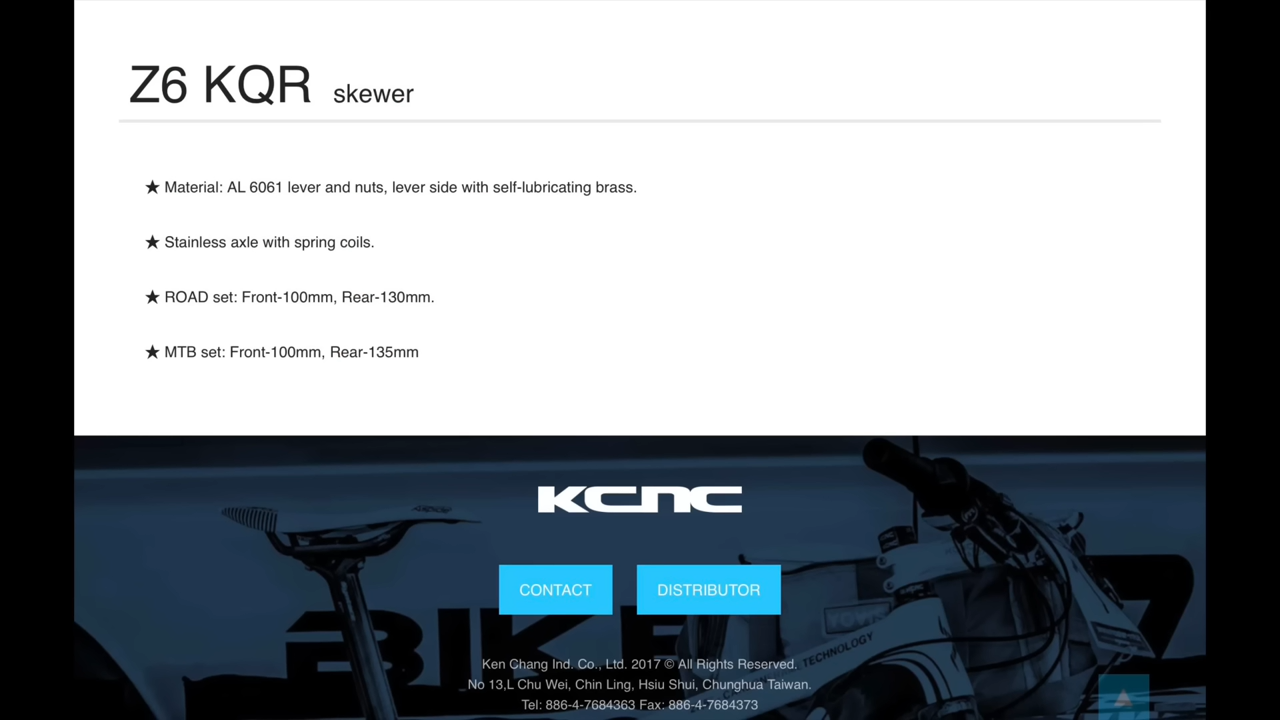 Z6 KQR skewer
★ Material: AL 6061 lever and nuts, lever side with self-lubricating brass.
★ Stainless axle with spring coils.
★ ROAD set: Front-100mm, Rear-130mm.
★ MTB set: Front-100mm, Rear-135mm
KCNC
CONTACT DISTRIBUTOR
BIKE
TECHNOLOGY
Ken Chang Ind. Co., Ltd. 2017 © All Rights Reserved.
No 13,L Chu Wei, Chin Ling, Hsiu Shui, Chunghua Taiwan.
Tel: 886-4-7684363 Fax: 886-4-7684373